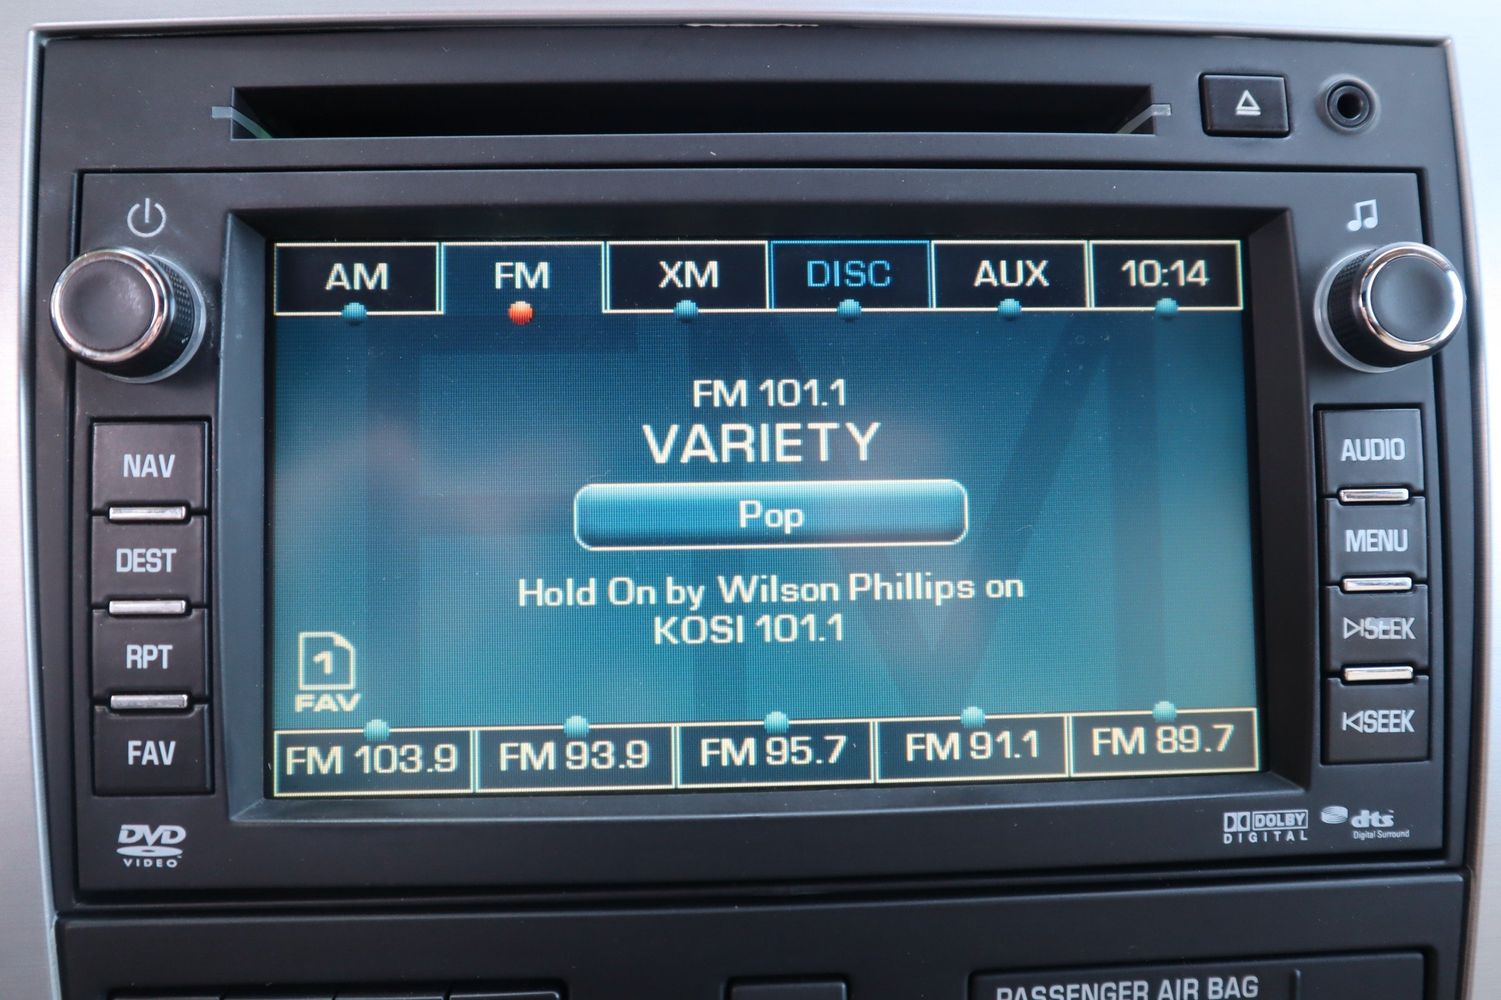 AM FM XM DISC AUX 10:14
FM 101.1
VARIETY
Pop
Hold On by Wilson Phillips on
KOSI 101.1
1
FAV
FM 103.9 FM 93.9 FM 95.7 FM 91.1 FM 89.7
NAV
DEST
RPT
FAV
AUDIO
MENU
SEEK
SEEK
DVD
VIDEO
DOLBY
DIGITAL
dts
Digital Surround
PASSENGER AIR BAG